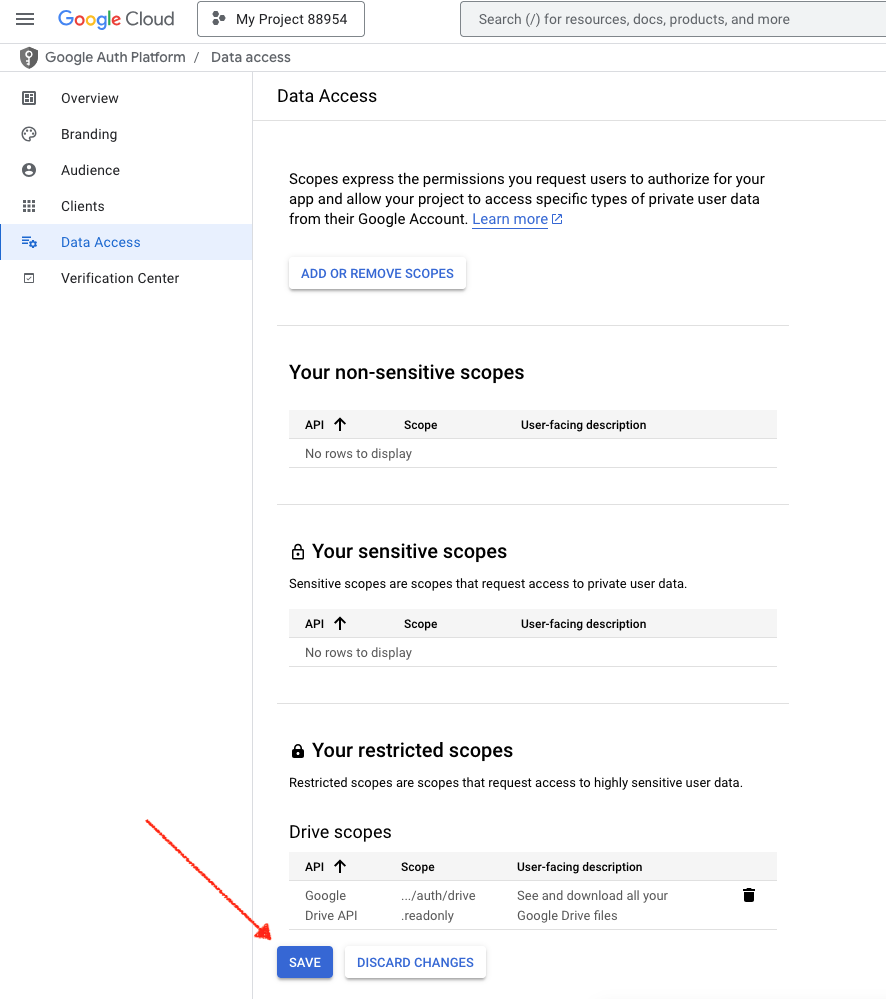 Google Cloud
My Project 88954
Search (/) for resources, docs, products, and more
Google Auth Platform / Data access
Overview
Branding
Audience
Clients
Data Access
Verification Center
Data Access
Scopes express the permissions you request users to authorize for your
app and allow your project to access specific types of private user data
from their Google Account. Learn more
ADD OR REMOVE SCOPES
Your non-sensitive scopes
API Scope User-facing description
No rows to display
Your sensitive scopes
Sensitive scopes are scopes that request access to private user data.
API Scope User-facing description
No rows to display
Your restricted scopes
Restricted scopes are scopes that request access to highly sensitive user data.
Drive scopes
API Scope User-facing description
Google .../auth/drive See and download all your
Drive API .readonly Google Drive files
SAVE DISCARD CHANGES